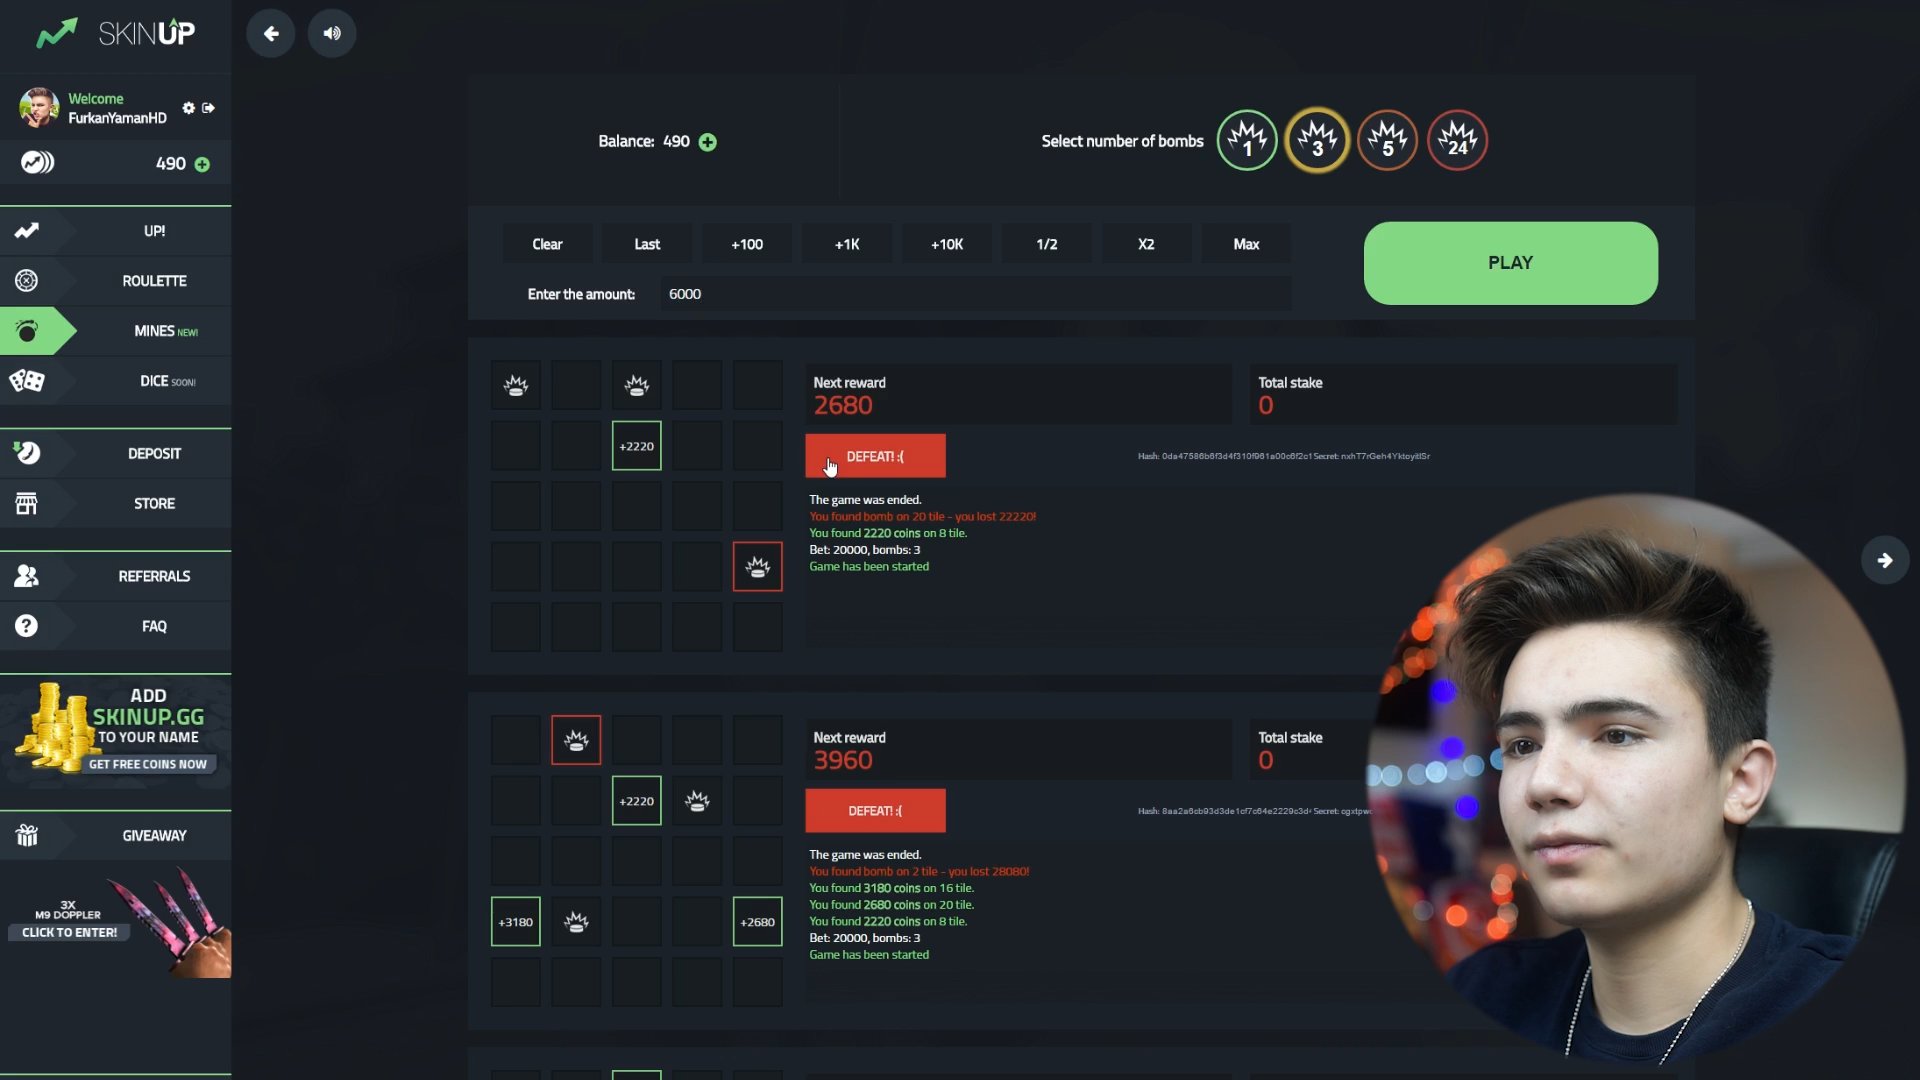 SKINUP
Welcome
FurkanYamanHD
490
UP!
ROULETTE
MINES NEW!
DICE SOON!
DEPOSIT
STORE
REFERRALS
FAQ
ADD
SKINUP.GG
TO YOUR NAME
GET FREE COINS NOW
GIVEAWAY
3X
M9 DOPPLER
CLICK TO ENTER!
Balance: 490
Select number of bombs 1 3 5 24
Clear Last +100 +1K +10K 1/2 X2 Max
Enter the amount: 6000
PLAY
+2220
Next reward
2680
Total stake
0
DEFEAT! :(
Hash: Secret:
The game was ended.
You found bomb on 20 tile - you lost 22220!
You found 2220 coins on 8 tile.
Bet: 20000, bombs: 3
Game has been started
+2220
+3180 +2680
Next reward
3960
Total stake
0
DEFEAT! :(
Hash: Secret:
The game was ended.
You found bomb on 2 tile - you lost 28080!
You found 3180 coins on 16 tile.
You found 2680 coins on 20 tile.
You found 2220 coins on 8 tile.
Bet: 20000, bombs: 3
Game has been started